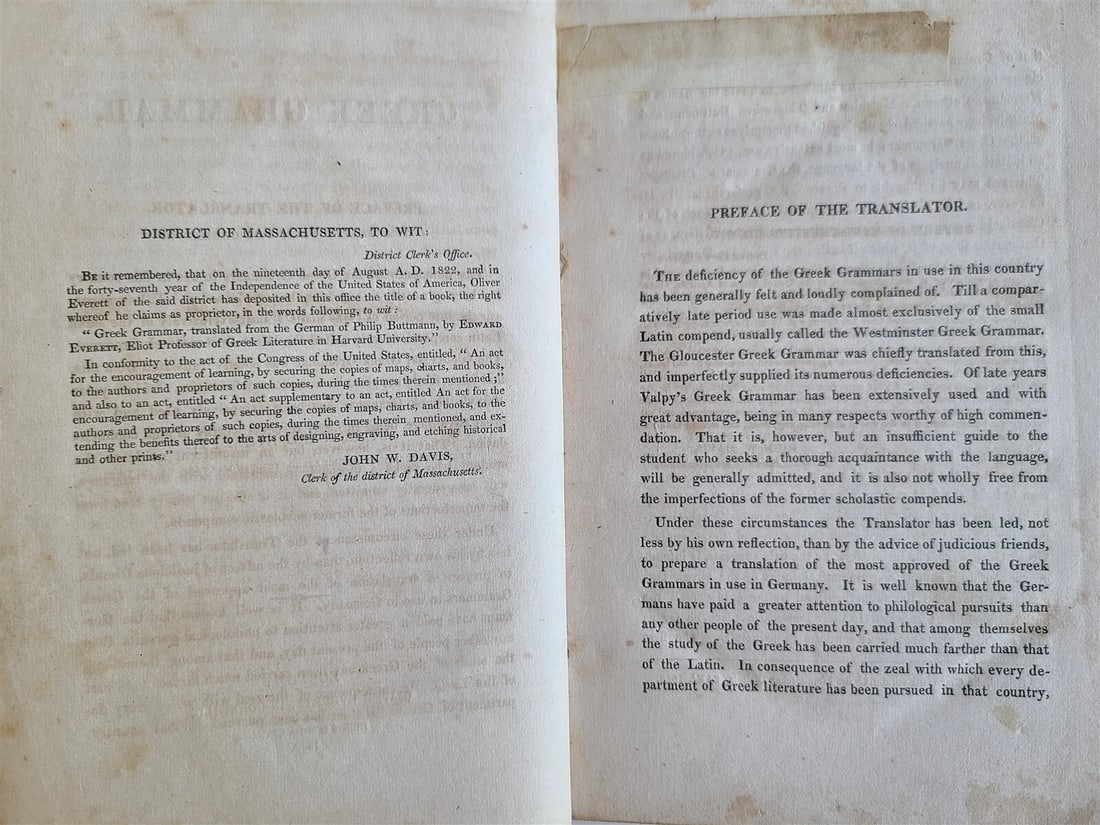 DISTRICT OF MASSACHUSETTS, TO WIT:
District Clerk's Office.
BE it remembered, that on the nineteenth day of August A. D. 1822, and in
the forty-seventh year of the Independence of the United States of America, Oliver
Everett of the said district has deposited in this office the title of a book, the right
whereof he claims as proprietor, in the words following, to wit:
"Greek Grammar, translated from the German of Philip Buttmann, by EDWARD
EVERETT, Eliot Professor of Greek Literature in Harvard University."
In conformity to the act of the Congress of the United States, entitled, "An act
for the encouragement of learning, by securing the copies of maps, charts, and books,
to the authors and proprietors of such copies, during the times therein mentioned;"
and also to an act, entitled "An act supplementary to an act, entitled An act for the
encouragement of learning, by securing the copies of maps, charts, and books, to the
authors and proprietors of such copies, during the times therein mentioned, and ex-
tending the benefits thereof to the arts of designing, engraving, and etching historical
and other prints."
JOHN W. DAVIS,
Clerk of the district of Massachusetts.
PREFACE OF THE TRANSLATOR.
THE deficiency of the Greek Grammars in use in this country
has been generally felt and loudly complained of. Till a compar-
atively late period use was made almost exclusively of the small
Latin compend, usually called the Westminster Greek Grammar.
The Gloucester Greek Grammar was chiefly translated from this,
and imperfectly supplied its numerous deficiencies. Of late years
Valpy's Greek Grammar has been extensively used and with
great advantage, being in many respects worthy of high commen-
dation. That it is, however, but an insufficient guide to the
student who seeks a thorough acquaintance with the language,
will be generally admitted, and it is also not wholly free from
the imperfections of the former scholastic compends.
Under these circumstances the Translator has been led, not
less by his own reflection, than by the advice of judicious friends,
to prepare a translation of the most approved of the Greek
Grammars in use in Germany. It is well known that the Ger-
mans have paid a greater attention to philological pursuits than
any other people of the present day, and that among themselves
the study of the Greek has been carried much farther than that
of the Latin. In consequence of the zeal with which every de-
partment of Greek literature has been pursued in that country,